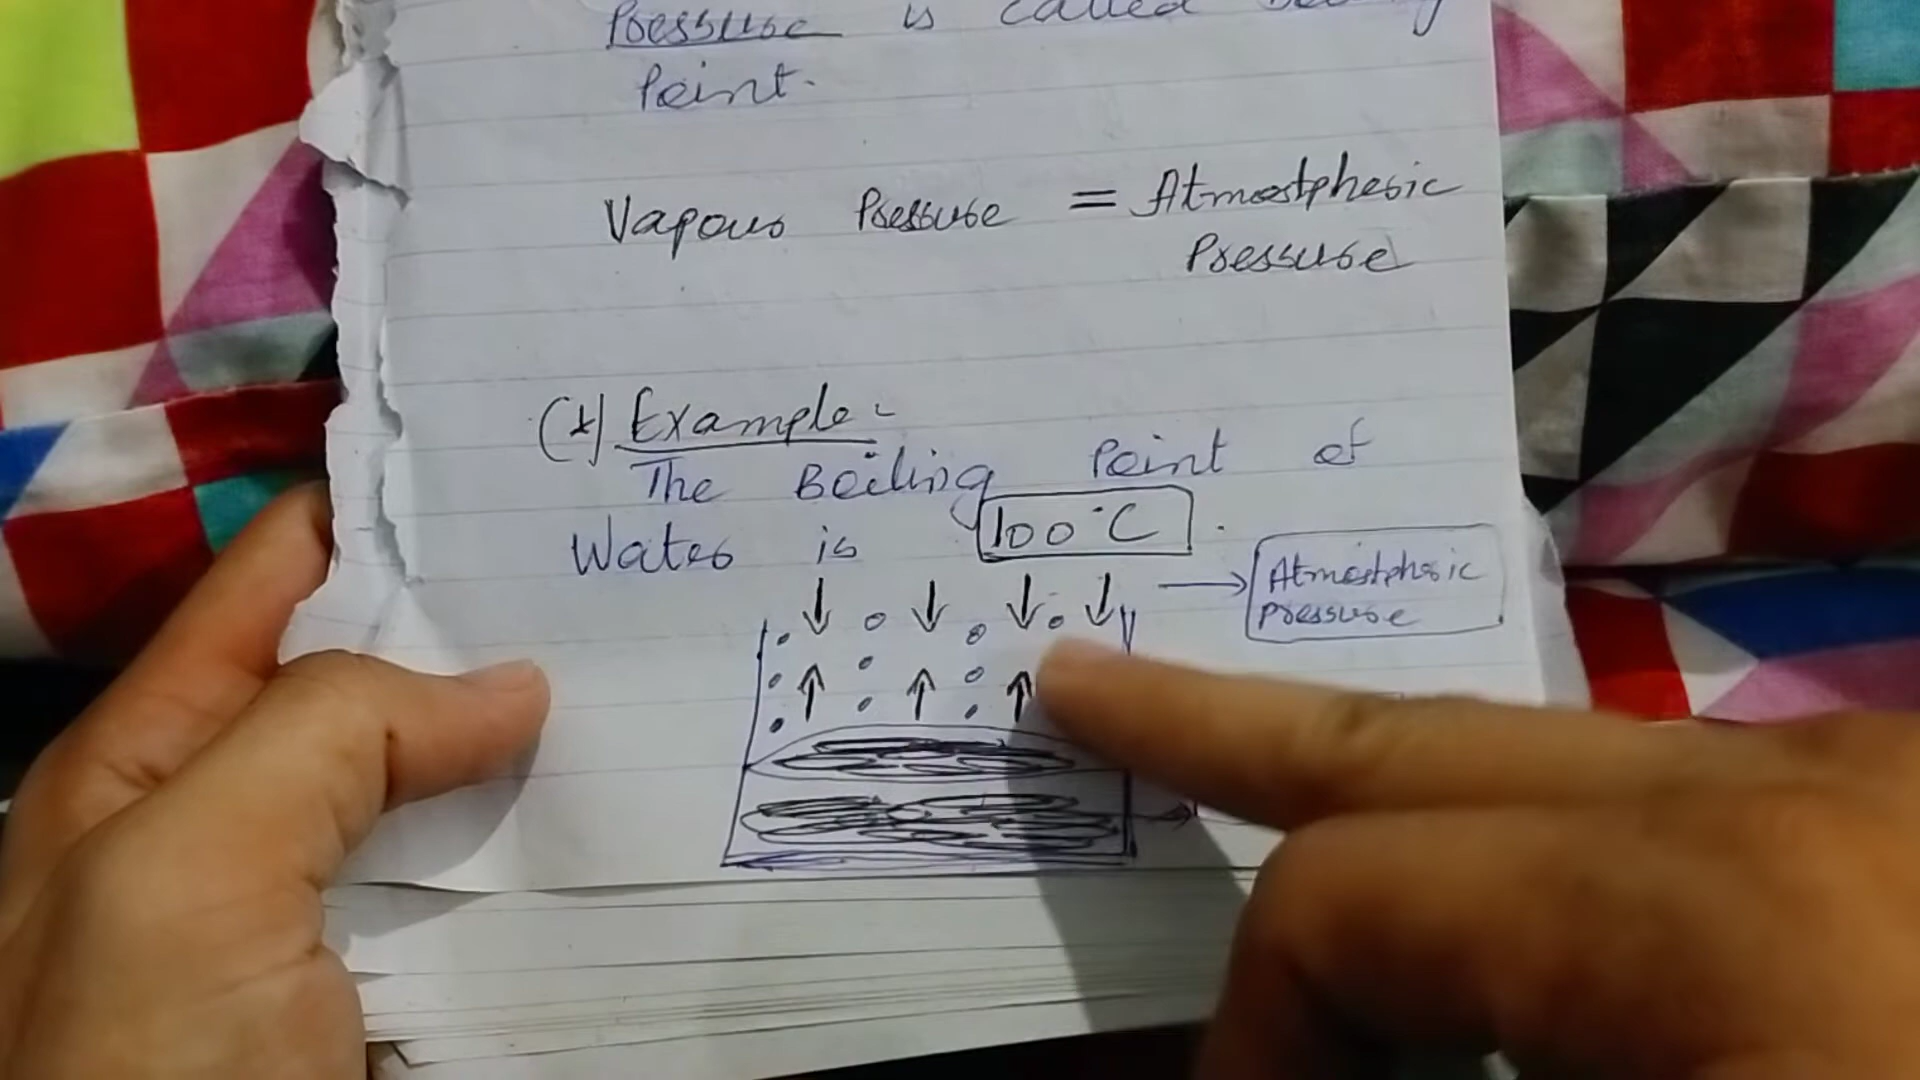 Pressure is called
Point.
Vapour Pressure = Atmostpheric
Pressure
(*) Example:-
The Boiling Point of
Water is 100°C.
Atmostpheric
pressure